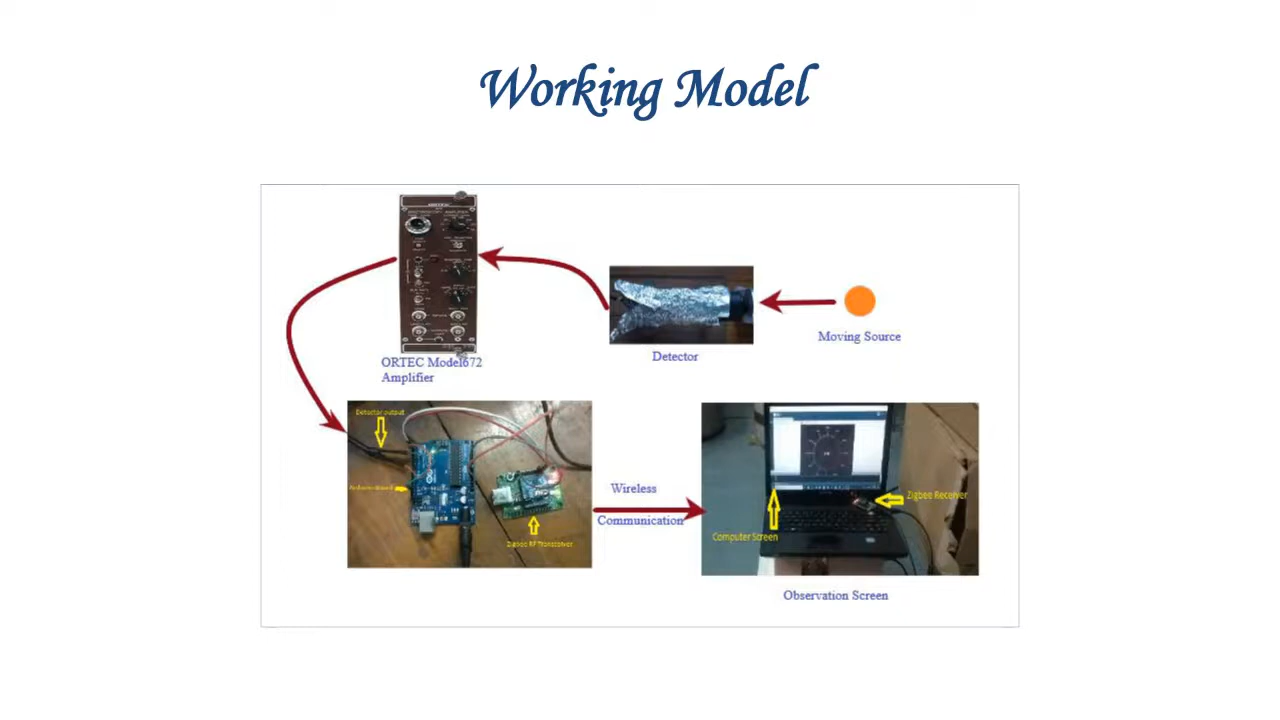 Working Model
Moving Source
Detector
ORTEC Model672
Amplifier
Detector output
Zigbee RF Transceiver
Wireless
Communication
Computer Screen
Zigbee Receiver
Observation Screen